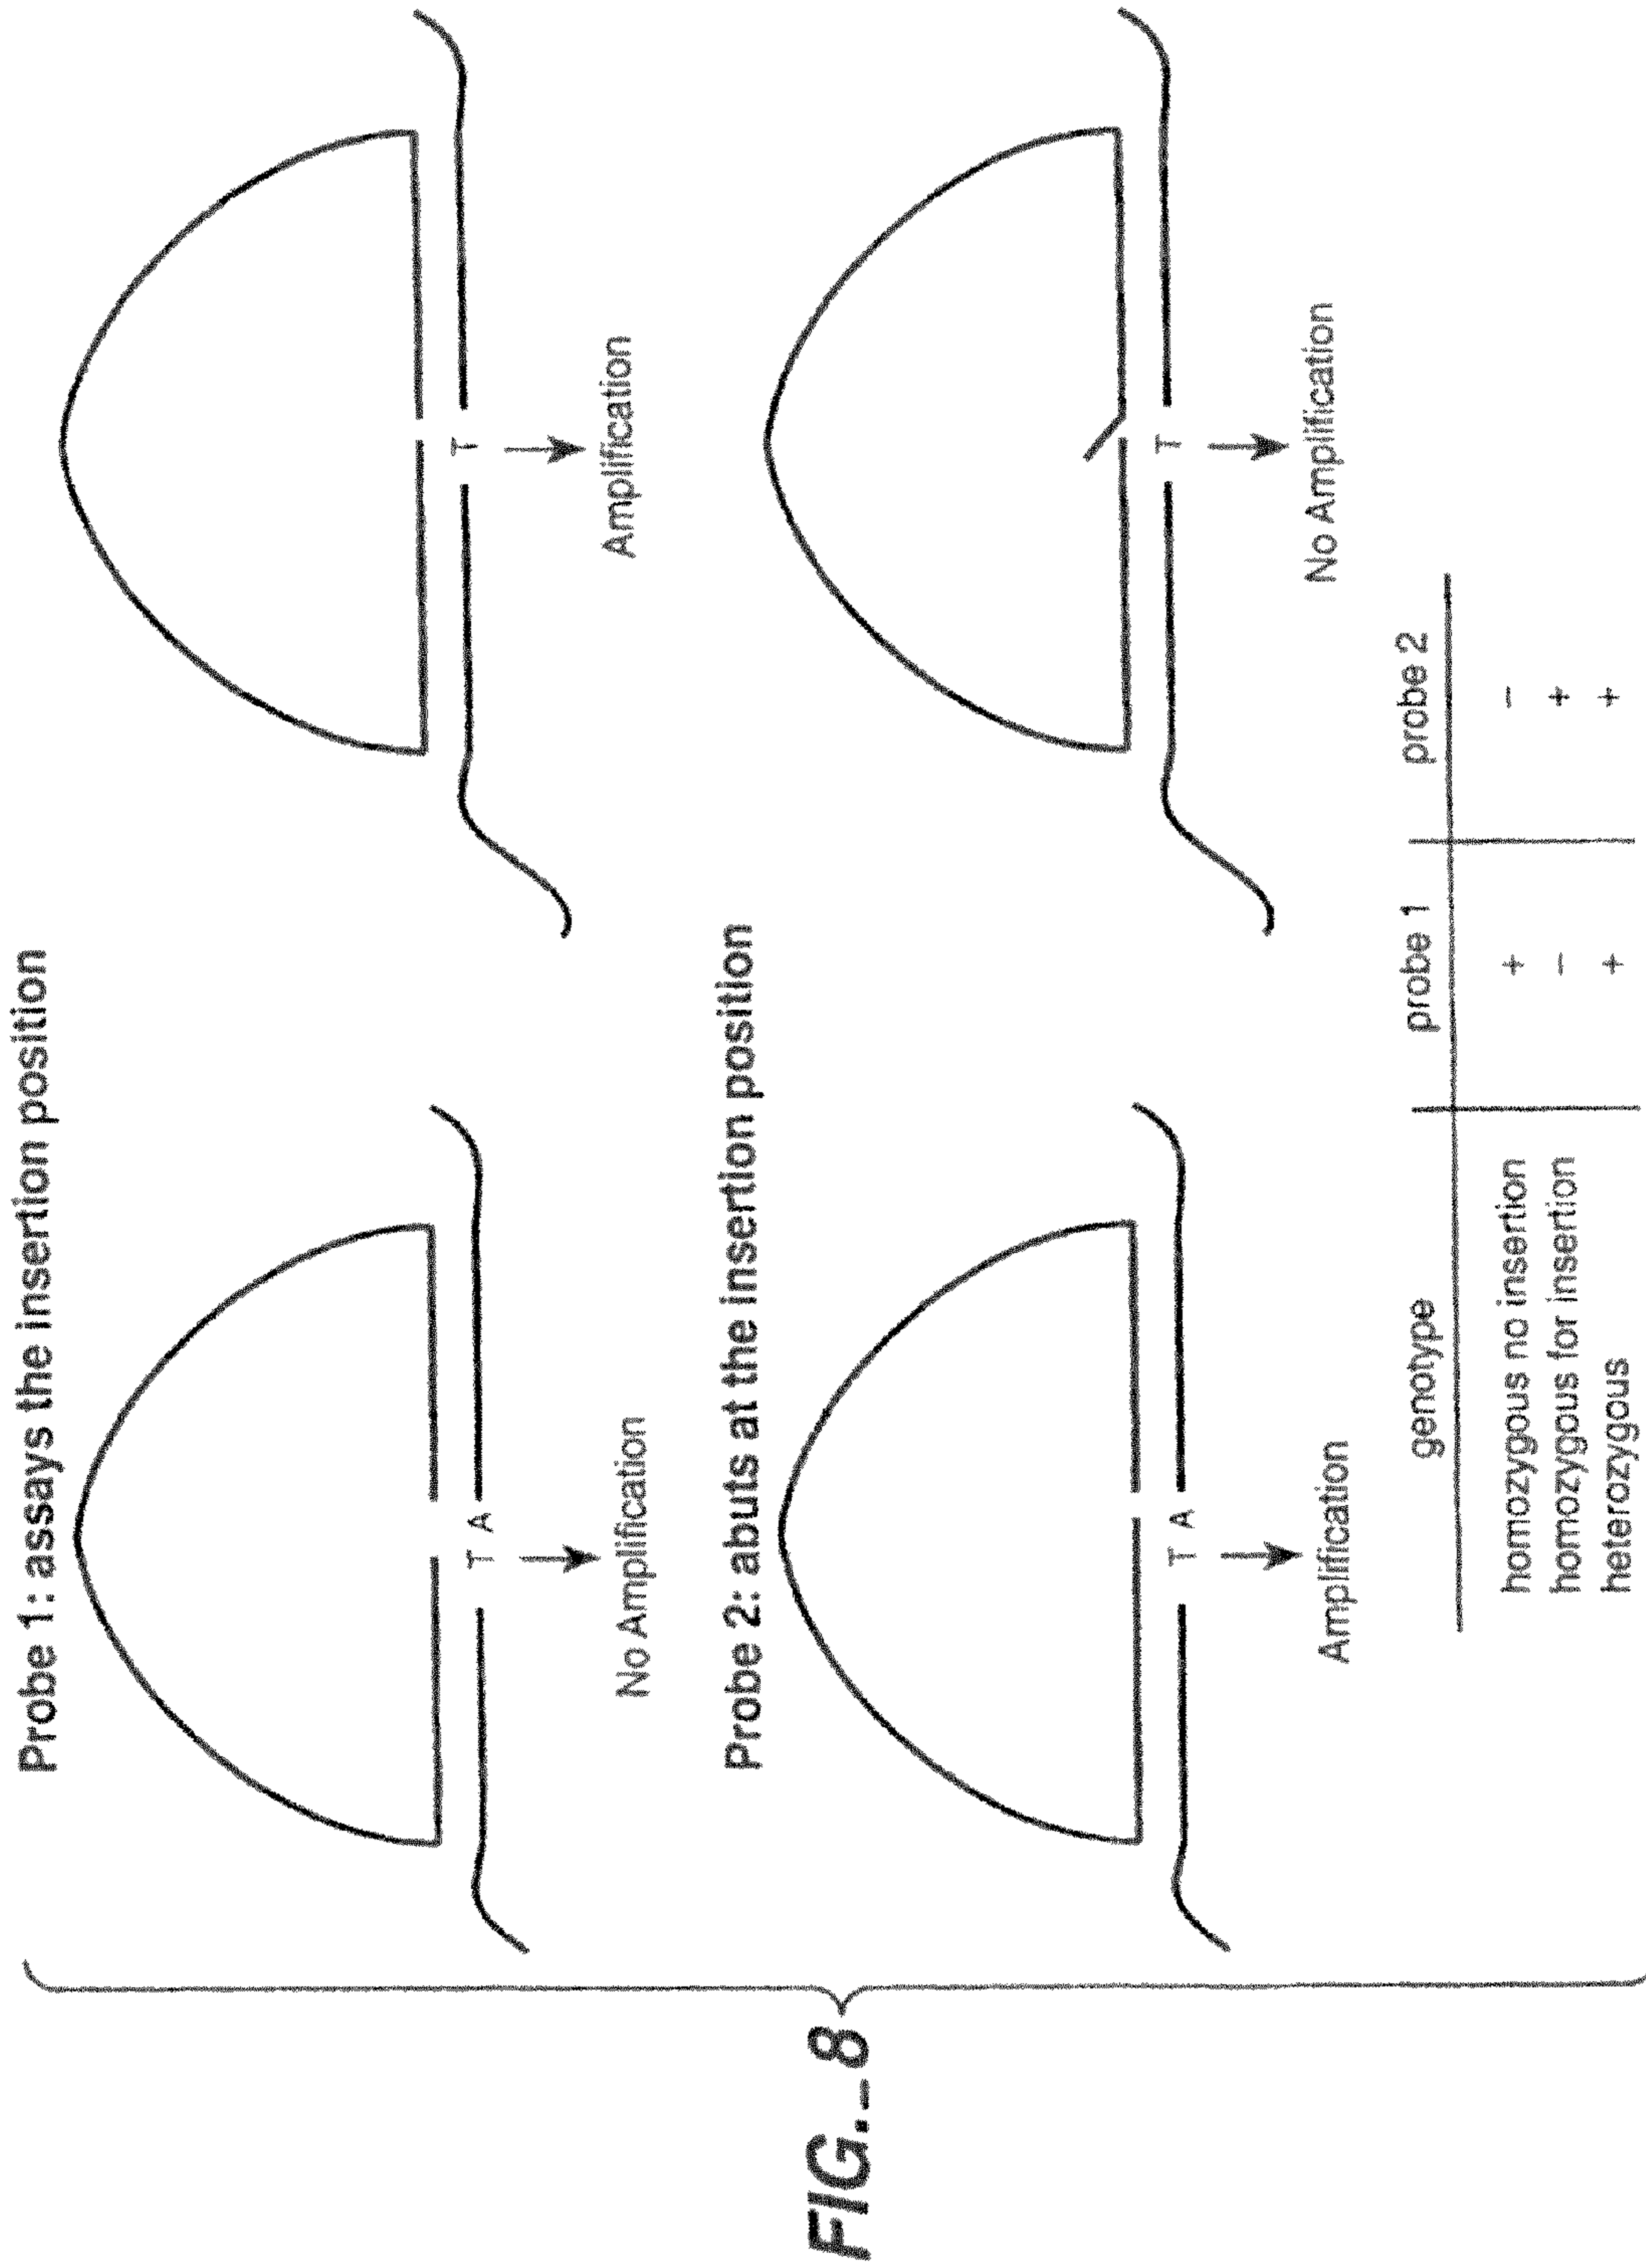 Probe 1: assays the insertion position
T A
T
No Amplification
Amplification
Probe 2: abuts at the insertion position
T A
T
Amplification
No Amplification
genotype probe 1 probe 2
homozygous no insertion + –
homozygous for insertion – +
heterozygous + +
FIG._8